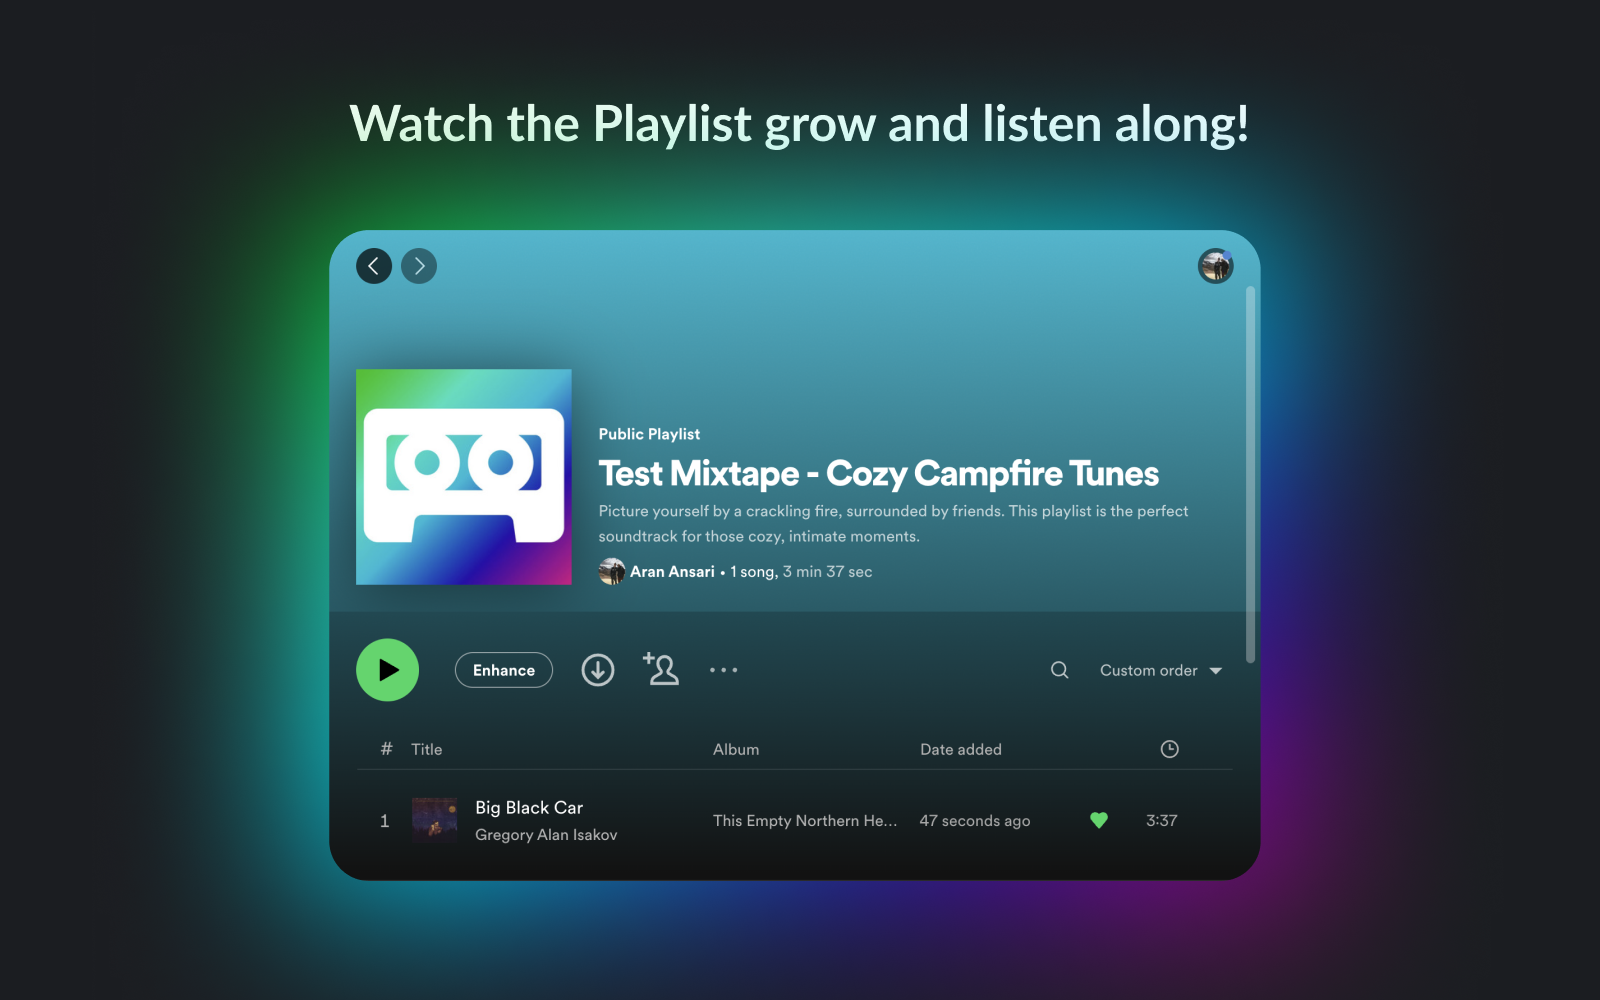 Watch the Playlist grow and listen along!
Public Playlist
Test Mixtape - Cozy Campfire Tunes
Picture yourself by a crackling fire, surrounded by friends. This playlist is the perfect
soundtrack for those cozy, intimate moments.
Aran Ansari • 1 song, 3 min 37 sec
Enhance
Custom order
# Title Album Date added
1 Big Black Car This Empty Northern He... 47 seconds ago 3:37
Gregory Alan Isakov